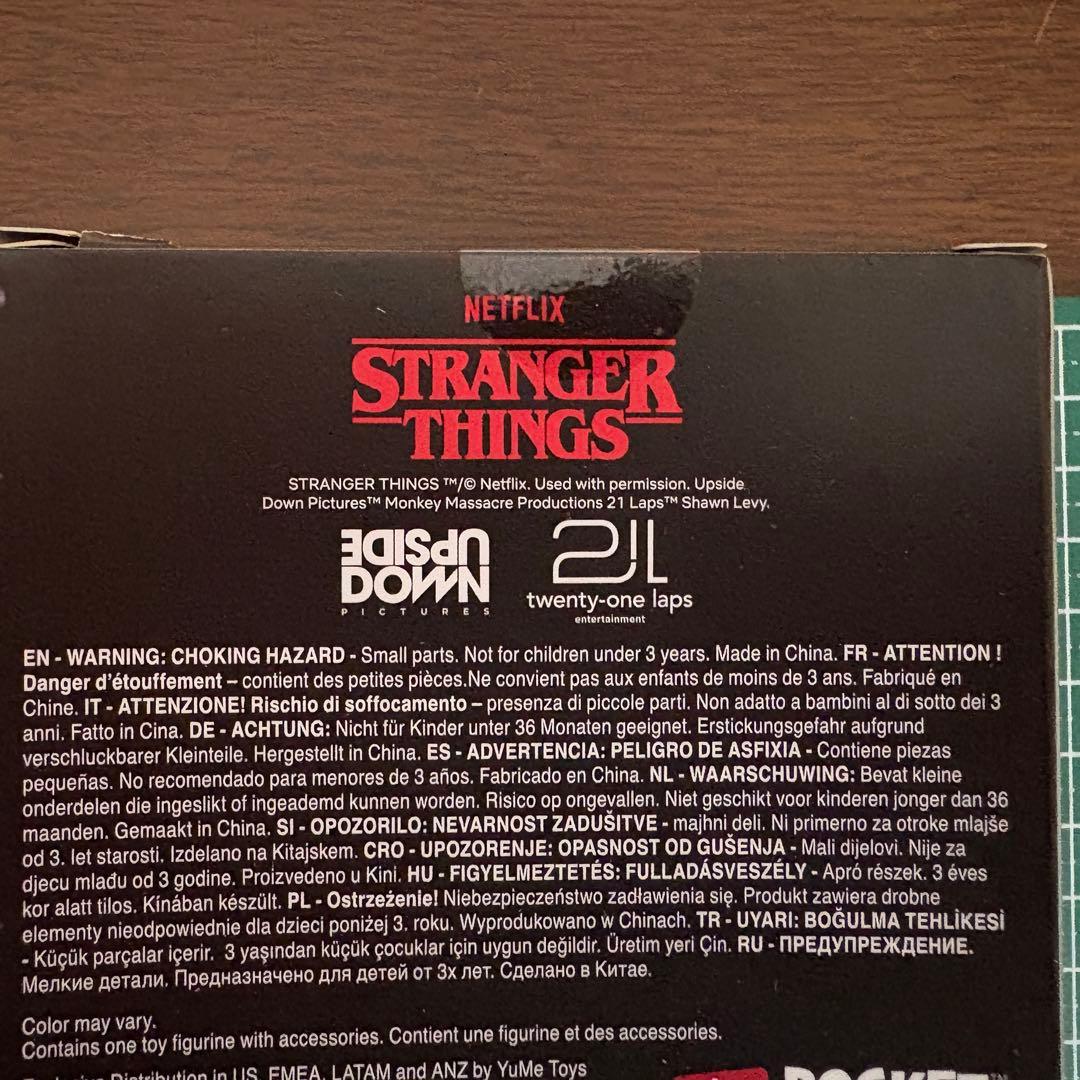 NETFLIX
STRANGER
THINGS
STRANGER THINGS ™/© Netflix. Used with permission. Upside
Down Pictures™ Monkey Massacre Productions 21 Laps™ Shawn Levy.
UPSIDE
DOWN
PICTURES
21L
twenty-one laps
entertainment
EN - WARNING: CHOKING HAZARD - Small parts. Not for children under 3 years. Made in China. FR - ATTENTION !
Danger d'étouffement – contient des petites pièces.Ne convient pas aux enfants de moins de 3 ans. Fabriqué en
Chine. IT - ATTENZIONE! Rischio di soffocamento – presenza di piccole parti. Non adatto a bambini al di sotto dei 3
anni. Fatto in Cina. DE - ACHTUNG: Nicht für Kinder unter 36 Monaten geeignet. Erstickungsgefahr aufgrund
verschluckbarer Kleinteile. Hergestellt in China. ES - ADVERTENCIA: PELIGRO DE ASFIXIA - Contiene piezas
pequeñas. No recomendado para menores de 3 años. Fabricado en China. NL - WAARSCHUWING: Bevat kleine
onderdelen die ingeslikt of ingeademd kunnen worden. Risico op ongevallen. Niet geschikt voor kinderen jonger dan 36
maanden. Gemaakt in China. SI - OPOZORILO: NEVARNOST ZADUŠITVE - majhni deli. Ni primerno za otroke mlajše
od 3. let starosti. Izdelano na Kitajskem. CRO - UPOZORENJE: OPASNOST OD GUŠENJA - Mali dijelovi. Nije za
djecu mlađu od 3 godine. Proizvedeno u Kini. HU - FIGYELMEZTETÉS: FULLADÁSVESZÉLY - Apró részek. 3 éves
kor alatt tilos. Kínában készült. PL - Ostrzeżenie! Niebezpieczeństwo zadławienia się. Produkt zawiera drobne
elementy nieodpowiednie dla dzieci poniżej 3. roku. Wyprodukowano w Chinach. TR - UYARI: BOĞULMA TEHLİKESİ
- Küçük parçalar içerir. 3 yaşından küçük çocuklar için uygun değildir. Üretim yeri Çin. RU - ПРЕДУПРЕЖДЕНИЕ.
Мелкие детали. Предназначено для детей от 3х лет. Сделано в Китае.
Color may vary.
Contains one toy figurine with accessories. Contient une figurine et des accessories.
Distribution in US, EMEA, LATAM and ANZ by YuMe Toys